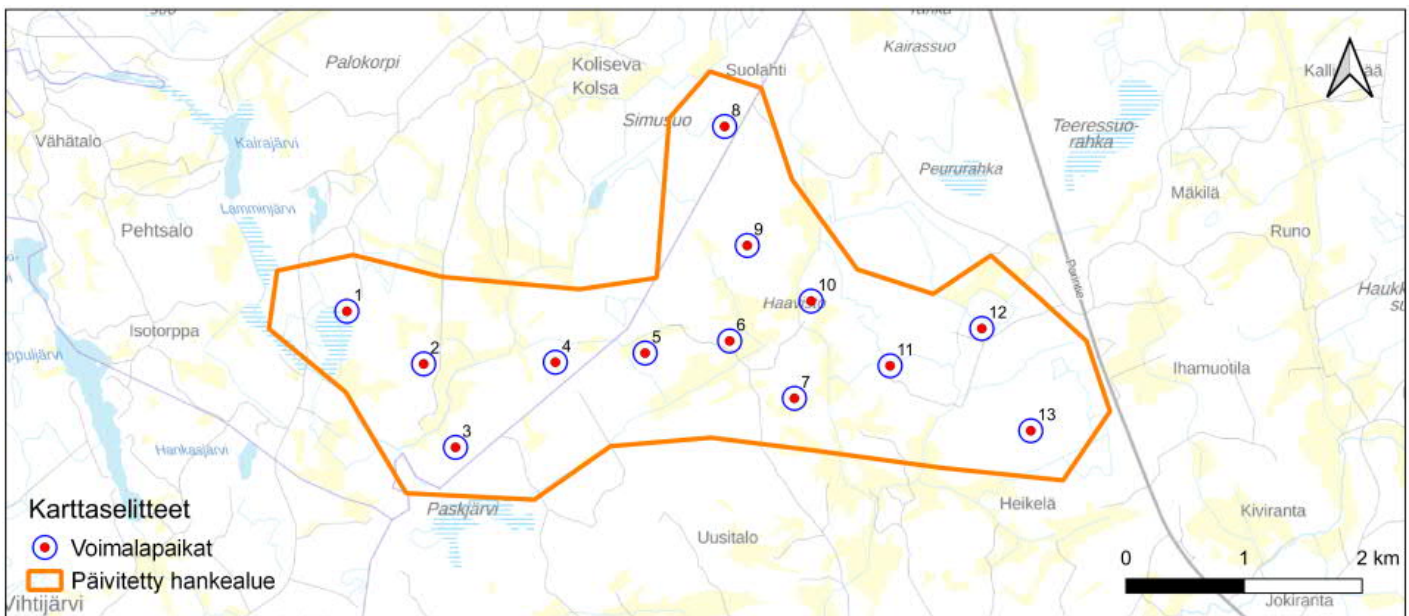 Palokorpi
Koliseva
Kolsa
Suolahti
Kairassuo
Vähätalo
Kairajärvi
Simusuo
8
Teeressuo-
rahka
Peururahka
Lamminjärvi
Mäkilä
Pehtsalo
9
Runo
Porintie
1
10
Haavisto
Isotorppa
6
12
5
2
4
11
Ihamuotila
7
3
13
Hankasjärvi
Paskjärvi
Heikelä
Uusitalo
Kiviranta
Karttaselitteet
Voimalapaikat
Päivitetty hankealue
0 1 2 km
Vihtijärvi
Jokiranta